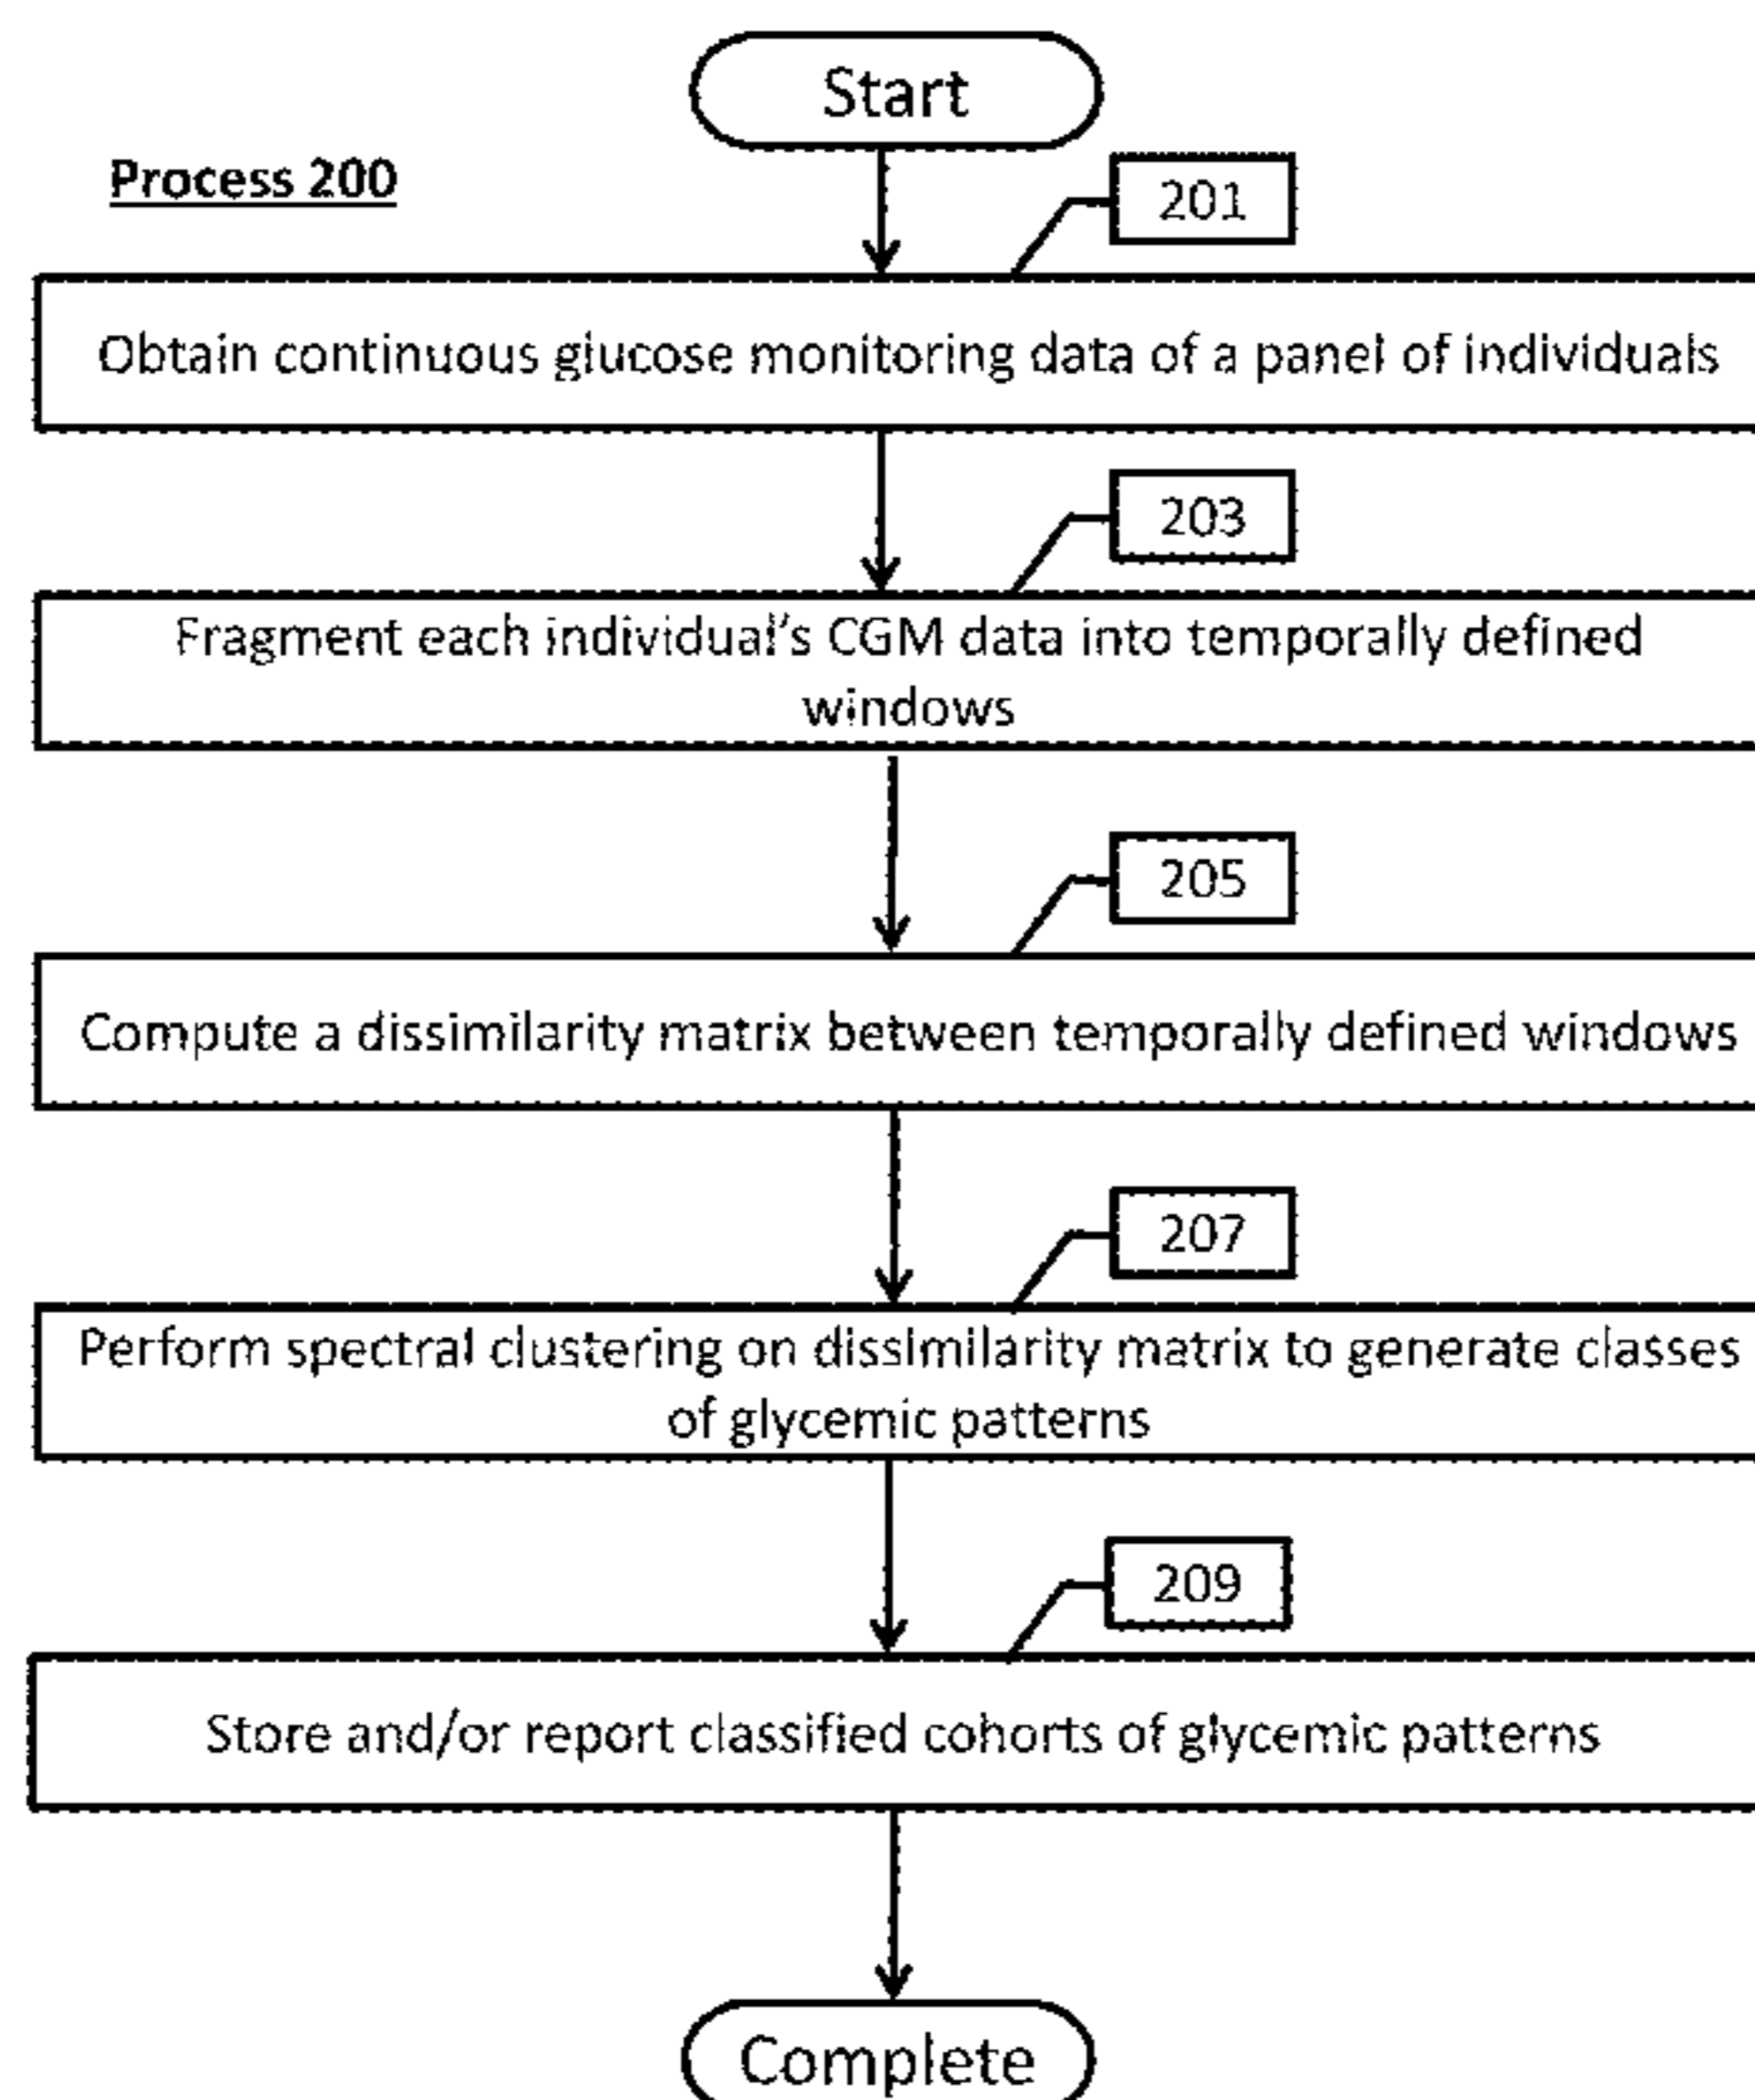 Start
Process 200
201
Obtain continuous glucose monitoring data of a panel of individuals
203
Fragment each individual's CGM data into temporally defined
windows
205
Compute a dissimilarity matrix between temporally defined windows
207
Perform spectral clustering on dissimilarity matrix to generate classes
of glycemic patterns
209
Store and/or report classified cohorts of glycemic patterns
Complete